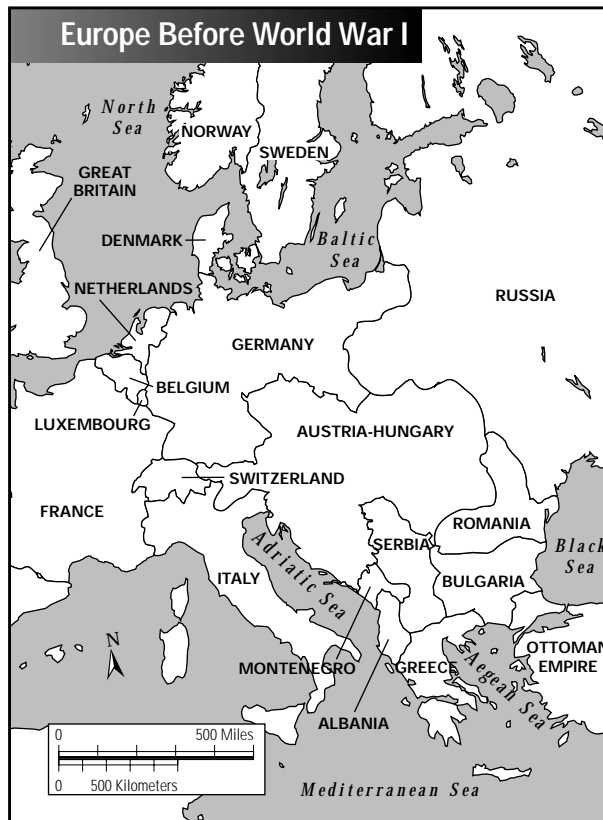 Europe Before World War I
North
Sea
NORWAY
SWEDEN
GREAT
BRITAIN
DENMARK
Baltic
Sea
NETHERLANDS
RUSSIA
GERMANY
BELGIUM
LUXEMBOURG
AUSTRIA-HUNGARY
SWITZERLAND
FRANCE
ROMANIA
Adriatic Sea
SERBIA
Black
Sea
ITALY
BULGARIA
N
OTTOMAN
EMPIRE
MONTENEGRO
GREECE
Aegean Sea
ALBANIA
0 500 Miles
0 500 Kilometers
Mediterranean Sea